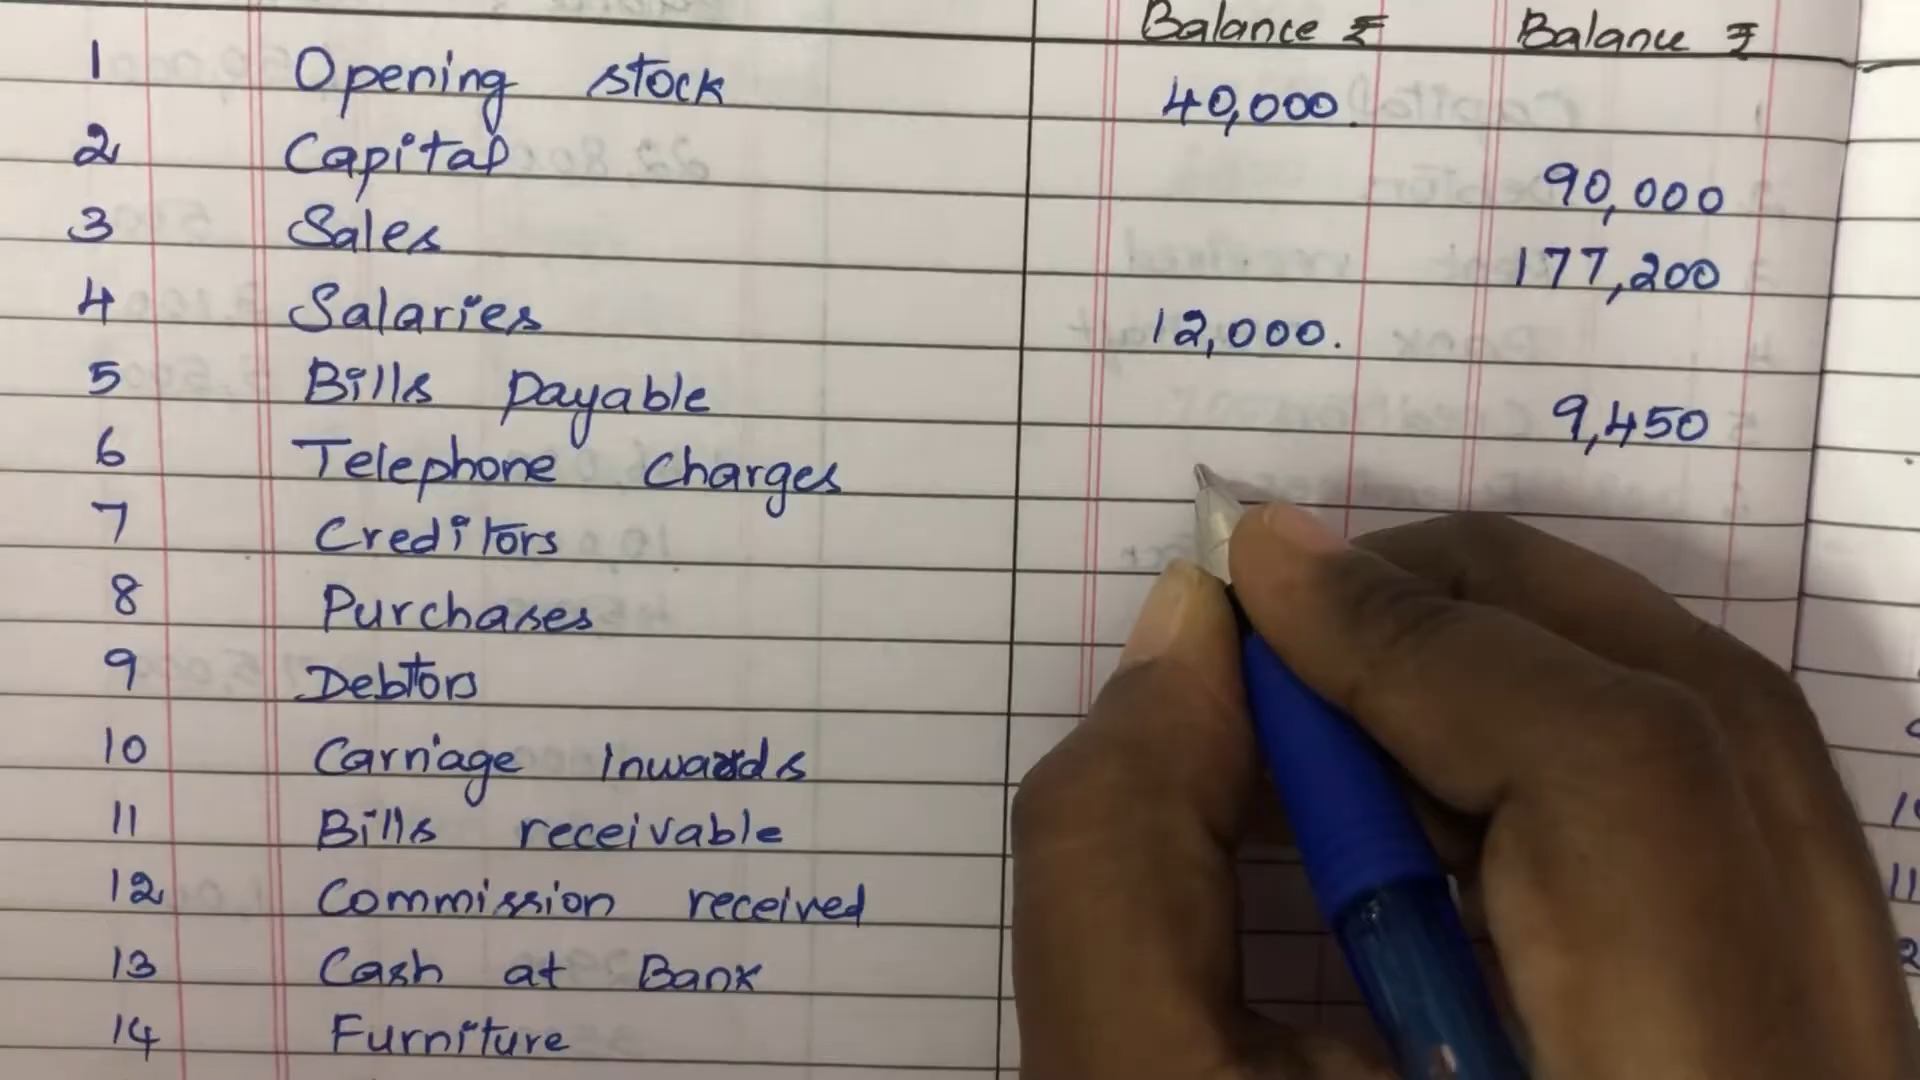 Balance ₹ Balance ₹
1 Opening stock 40,000.
2 Capital 90,000
3 Sales 177,200
4 Salaries 12,000.
5 Bills payable 9,450
6 Telephone charges
7 Creditors
8 Purchases
9 Debtors
10 Carriage Inwards
11 Bills receivable
12 Commission received
13 Cash at Bank
14 Furniture